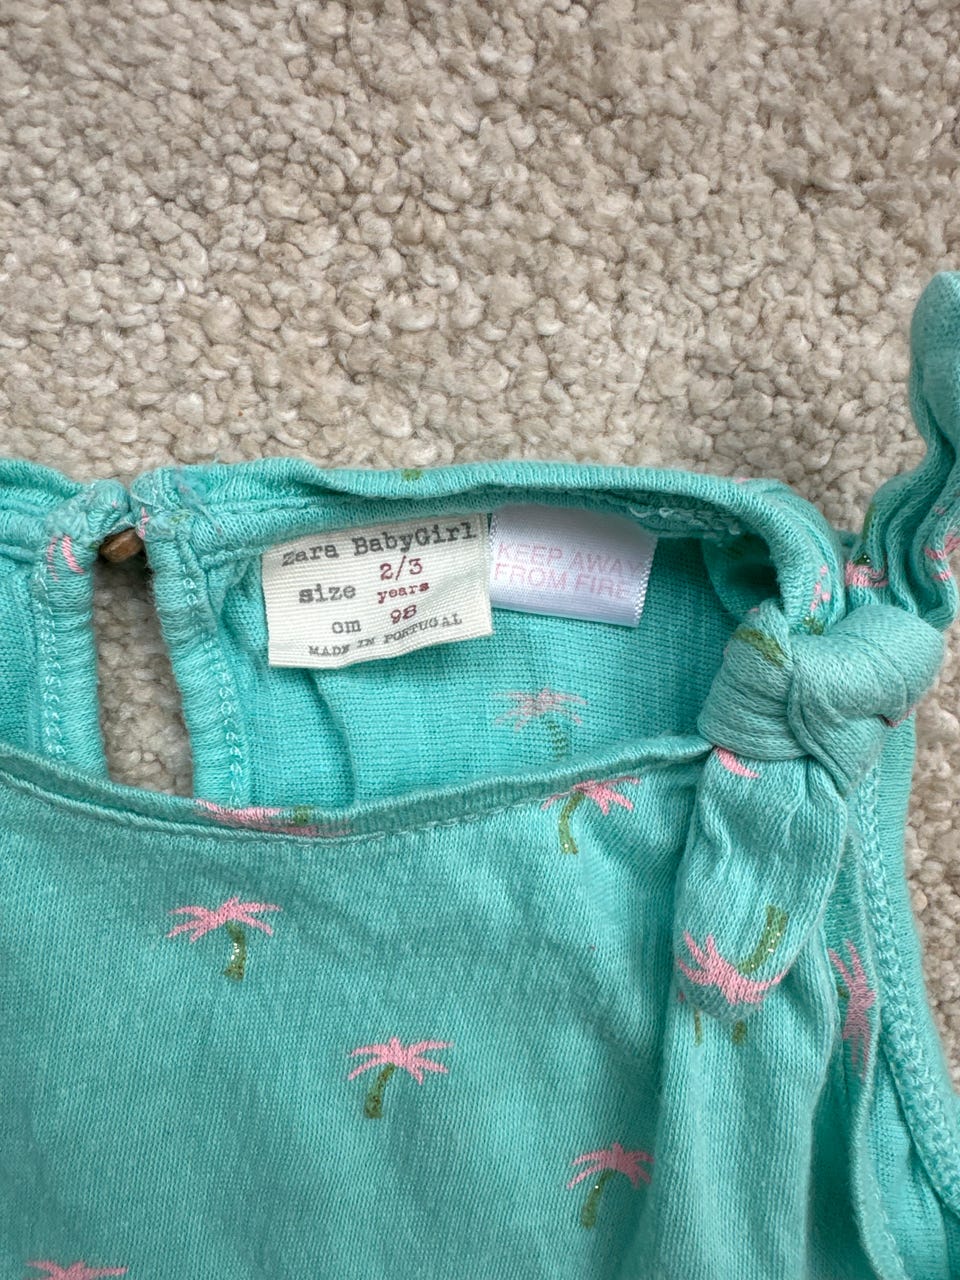 zara BabyGirl
size 2/3 years
cm 98
MADE IN PORTUGAL
KEEP AWAY
FROM FIRE